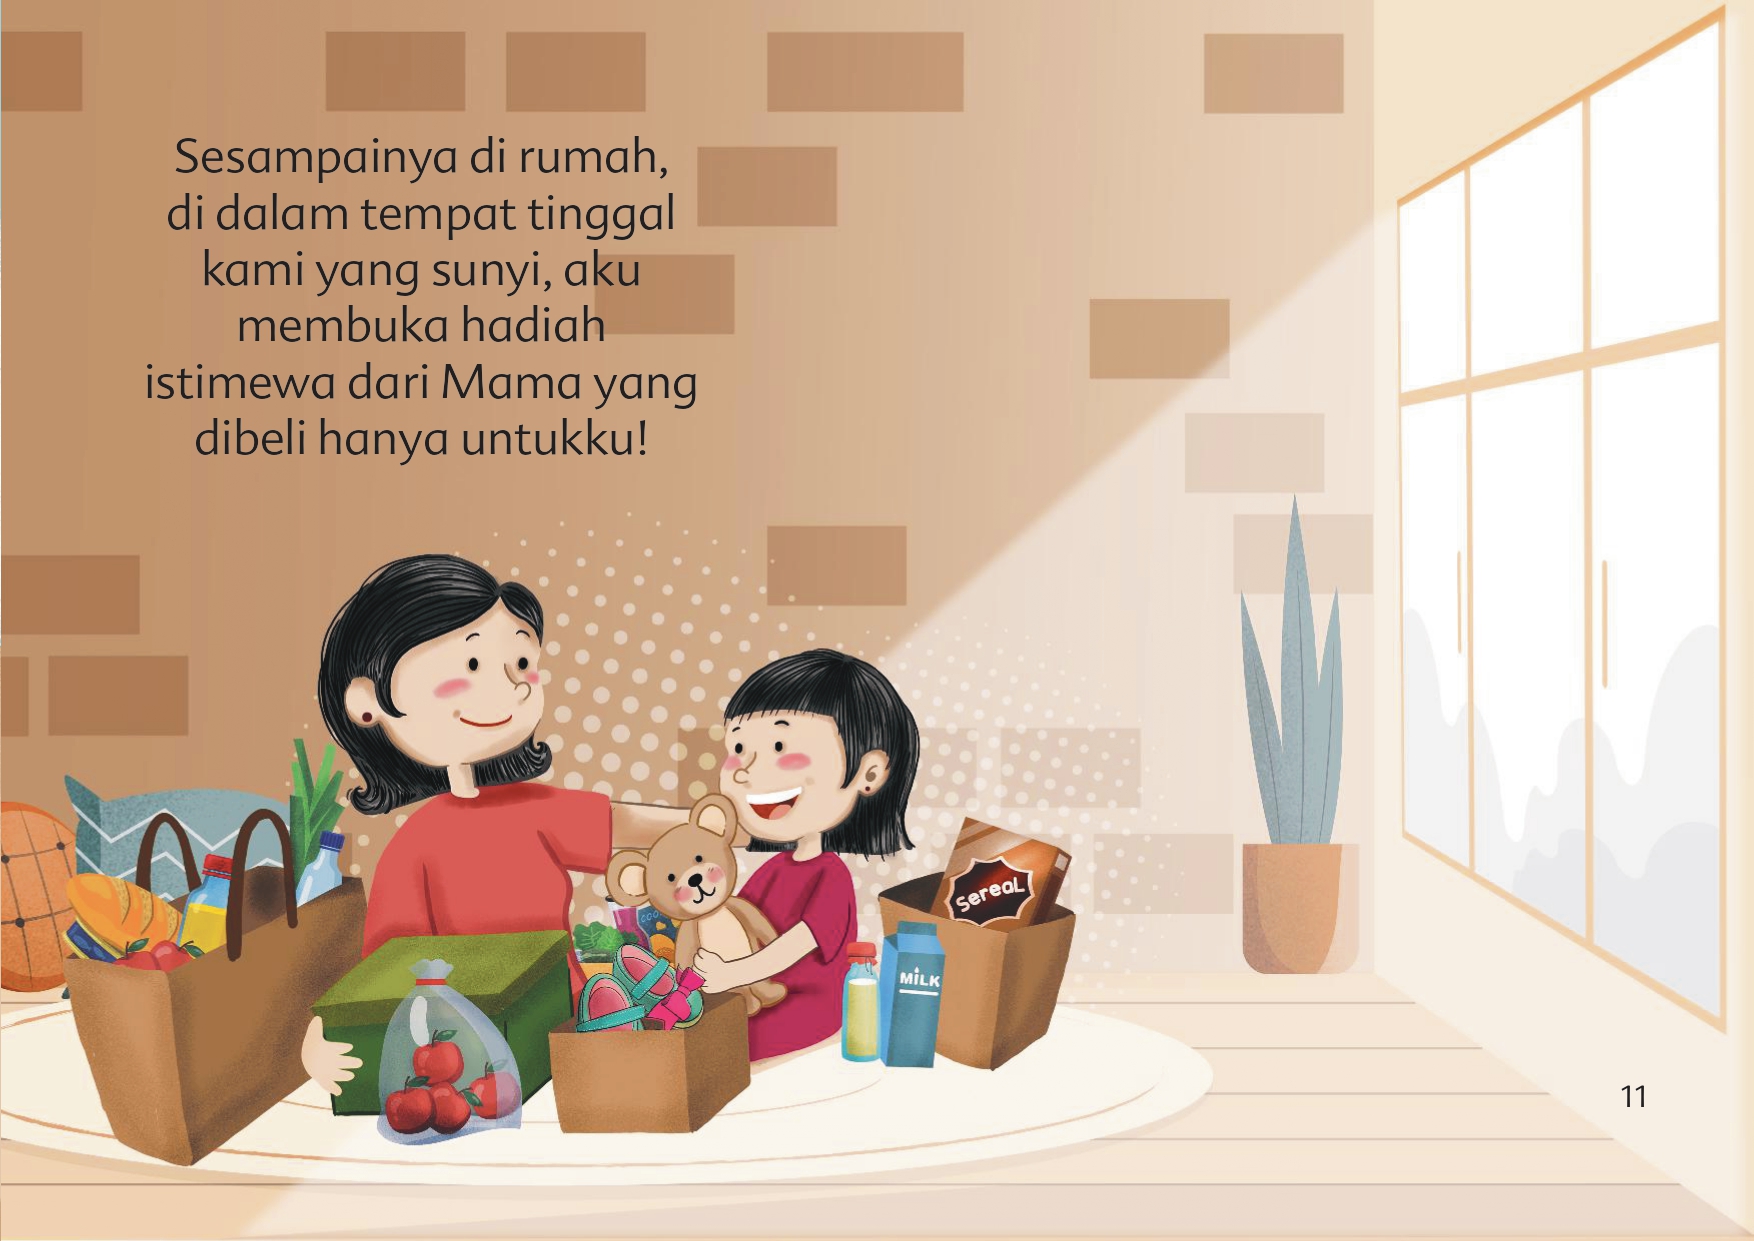 Sesampainya di rumah,
di dalam tempat tinggal
kami yang sunyi, aku
membuka hadiah
istimewa dari Mama yang
dibeli hanya untukku!
Sereal
MILK
11